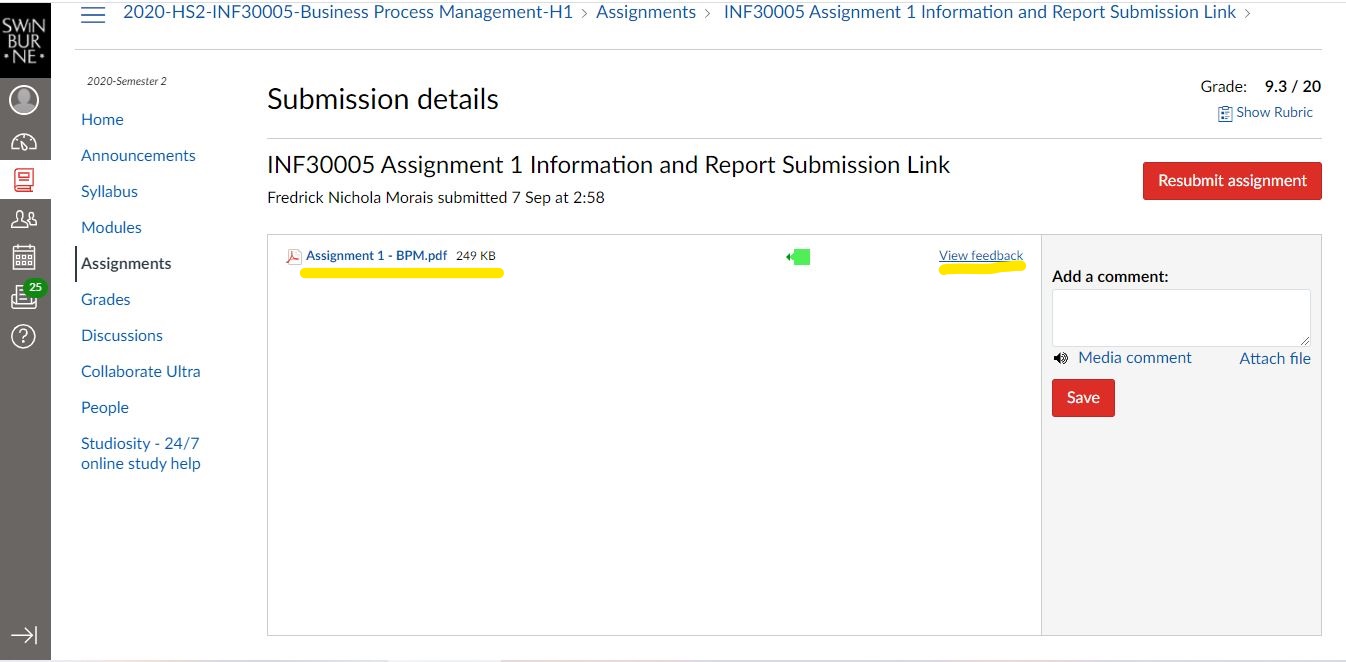 SWIN
BUR
•NE•
2020-HS2-INF30005-Business Process Management-H1 › Assignments › INF30005 Assignment 1 Information and Report Submission Link ›
2020-Semester 2
Home
Announcements
Syllabus
Modules
Assignments
Grades
Discussions
Collaborate Ultra
People
Studiosity - 24/7
online study help
25
Submission details
Grade: 9.3 / 20
Show Rubric
INF30005 Assignment 1 Information and Report Submission Link
Fredrick Nichola Morais submitted 7 Sep at 2:58
Resubmit assignment
Assignment 1 - BPM.pdf 249 KB
View feedback
Add a comment:
Media comment
Attach file
Save